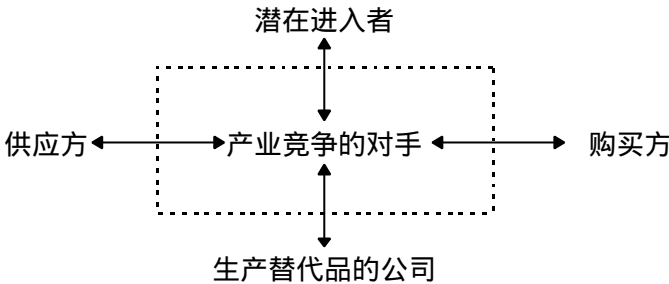 潜在进入者
供应方
产业竞争的对手
购买方
生产替代品的公司